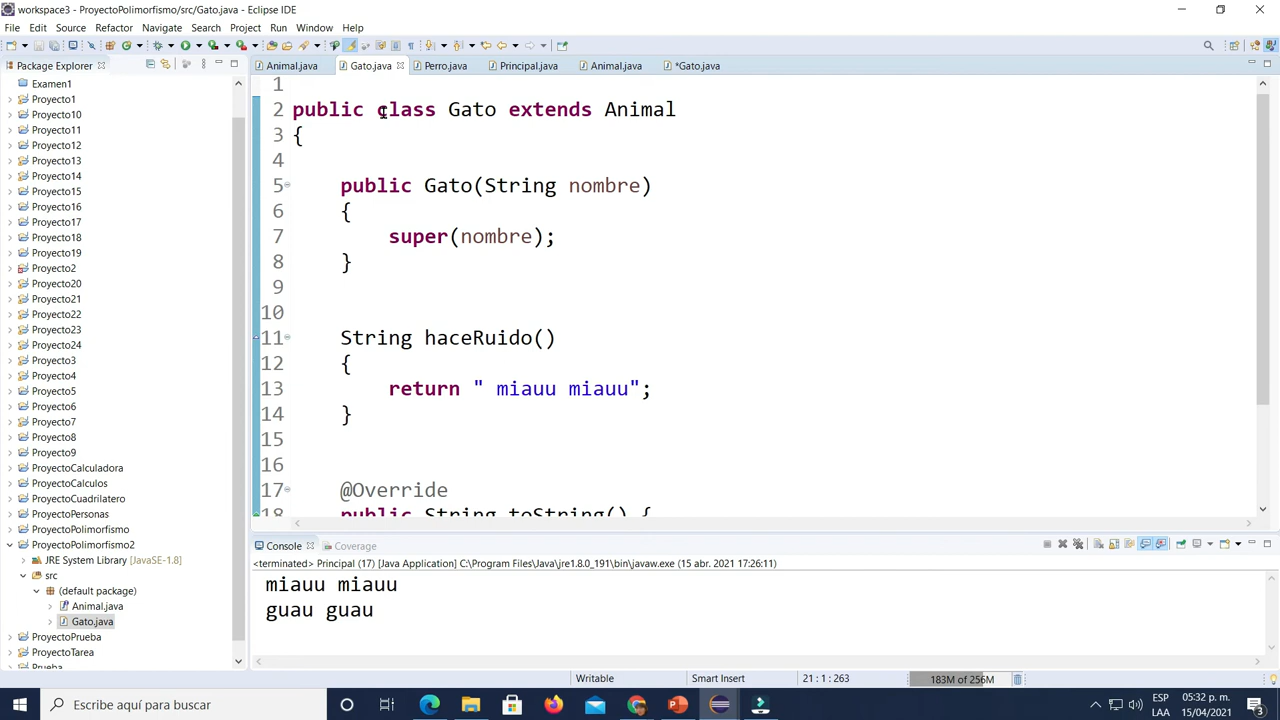 workspace3 - ProyectoPolimorfismo/src/Gato.java - Eclipse IDE
File Edit Source Refactor Navigate Search Project Run Window Help
Package Explorer
Animal.java Gato.java Perro.java Principal.java Animal.java *Gato.java
Examen1
Proyecto1
Proyecto10
Proyecto11
Proyecto12
Proyecto13
Proyecto14
Proyecto15
Proyecto16
Proyecto17
Proyecto18
Proyecto19
Proyecto2
Proyecto20
Proyecto21
Proyecto22
Proyecto23
Proyecto24
Proyecto3
Proyecto4
Proyecto5
Proyecto6
Proyecto7
Proyecto8
Proyecto9
ProyectoCalculadora
ProyectoCalculos
ProyectoCuadrilatero
ProyectoPersonas
ProyectoPolimorfismo
ProyectoPolimorfismo2
JRE System Library [JavaSE-1.8]
src
(default package)
Animal.java
Gato.java
ProyectoPrueba
ProyectoTarea
Prueba
1
2 public class Gato extends Animal
3 {
4
5 public Gato(String nombre)
6 {
7 super(nombre);
8 }
9
10
11 String haceRuido()
12 {
13 return " miauu miauu";
14 }
15
16
17 @Override
18 public String toString() {
Console Coverage
<terminated> Principal (17) [Java Application] C:\Program Files\Java\jre1.8.0_191\bin\javaw.exe (15 abr. 2021 17:26:11)
miauu miauu
guau guau
Writable Smart Insert 21 : 1 : 263 183M of 256M
Escribe aquí para buscar
ESP
LAA
05:32 p. m.
15/04/2021
3